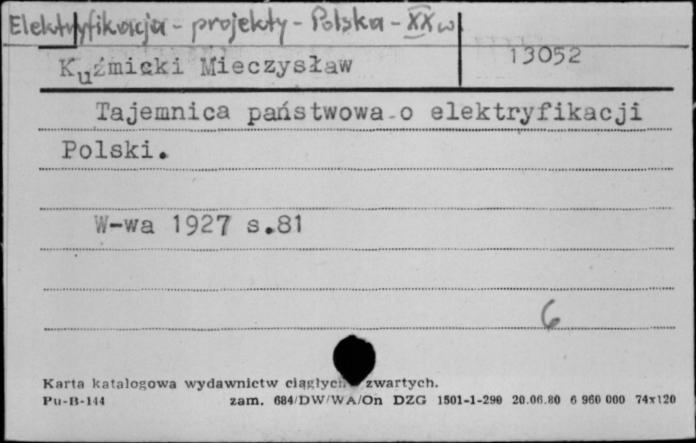 Elektryfikacja - projekty - Polska - XX w
Kuźmicki Mieczysław 13052
Tajemnica państwowa o elektryfikacji
Polski.
W-wa 1927 s.81
6
Karta katalogowa wydawnictw ciągłych zwartych.
Pu-B-144 zam. 684/DW/WA/On DZG 1501-1-290 20.06.80 6 960 000 74x120